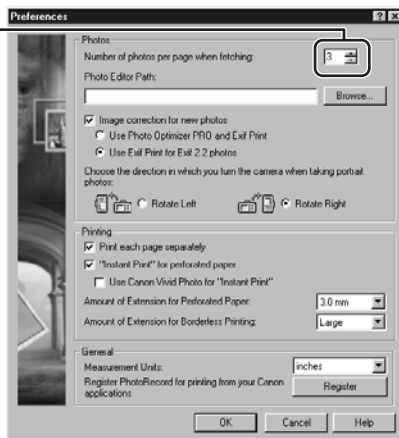 Preferences
Photos
Number of photos per page when fetching: 3
Photo Editor Path:
Browse...
Image correction for new photos
Use Photo Optimizer PRO and Exif Print
Use Exif Print for Exif 2.2 photos
Choose the direction in which you turn the camera when taking portrait
photos:
Rotate Left Rotate Right
Printing
Print each page separately
"Instant Print" for perforated paper
Use Canon Vivid Photo for "Instant Print"
Amount of Extension for Perforated Paper: 3.0 mm
Amount of Extension for Borderless Printing: Large
General
Measurement Units: inches
Register PhotoRecord for printing from your Canon
applications
Register
OK Cancel Help